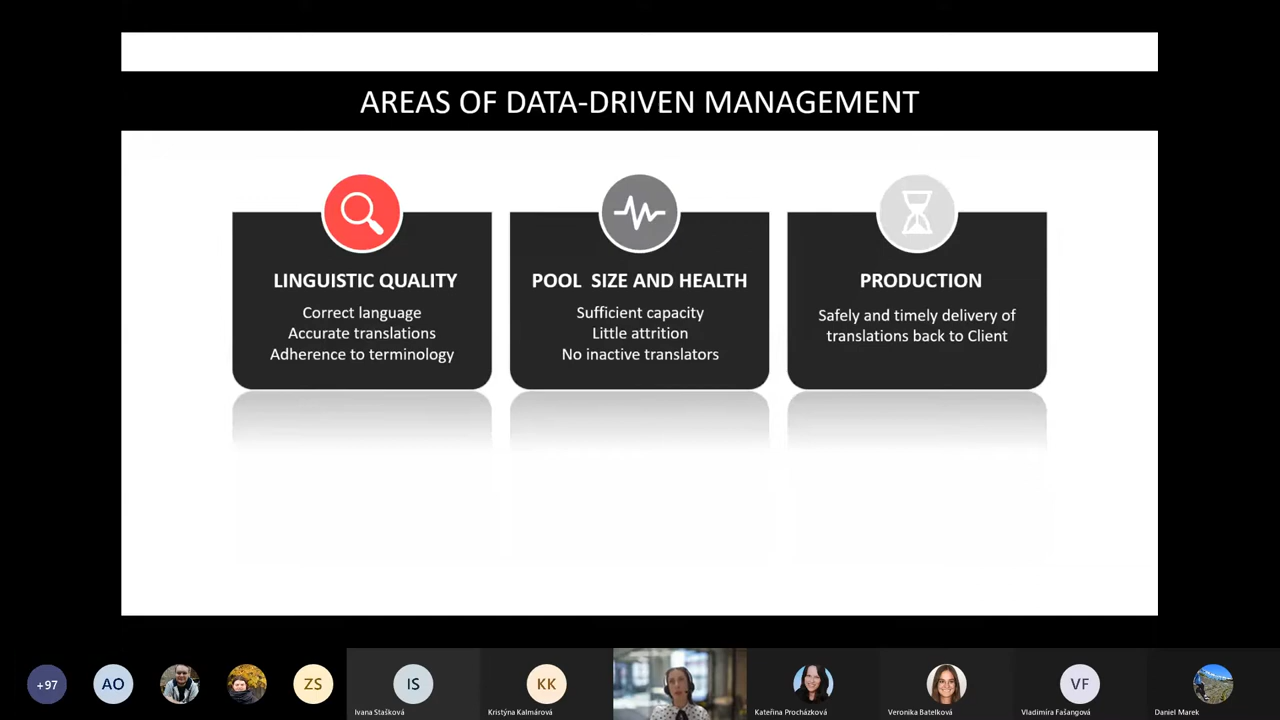 AREAS OF DATA-DRIVEN MANAGEMENT
LINGUISTIC QUALITY
Correct language
Accurate translations
Adherence to terminology
POOL SIZE AND HEALTH
Sufficient capacity
Little attrition
No inactive translators
PRODUCTION
Safely and timely delivery of
translations back to Client
+97
AO
ZS
IS
Ivana Stašková
KK
Kristýna Kalmárová
Kateřina Procházková
Veronika Batelková
VF
Vladimíra Fašangová
Daniel Marek